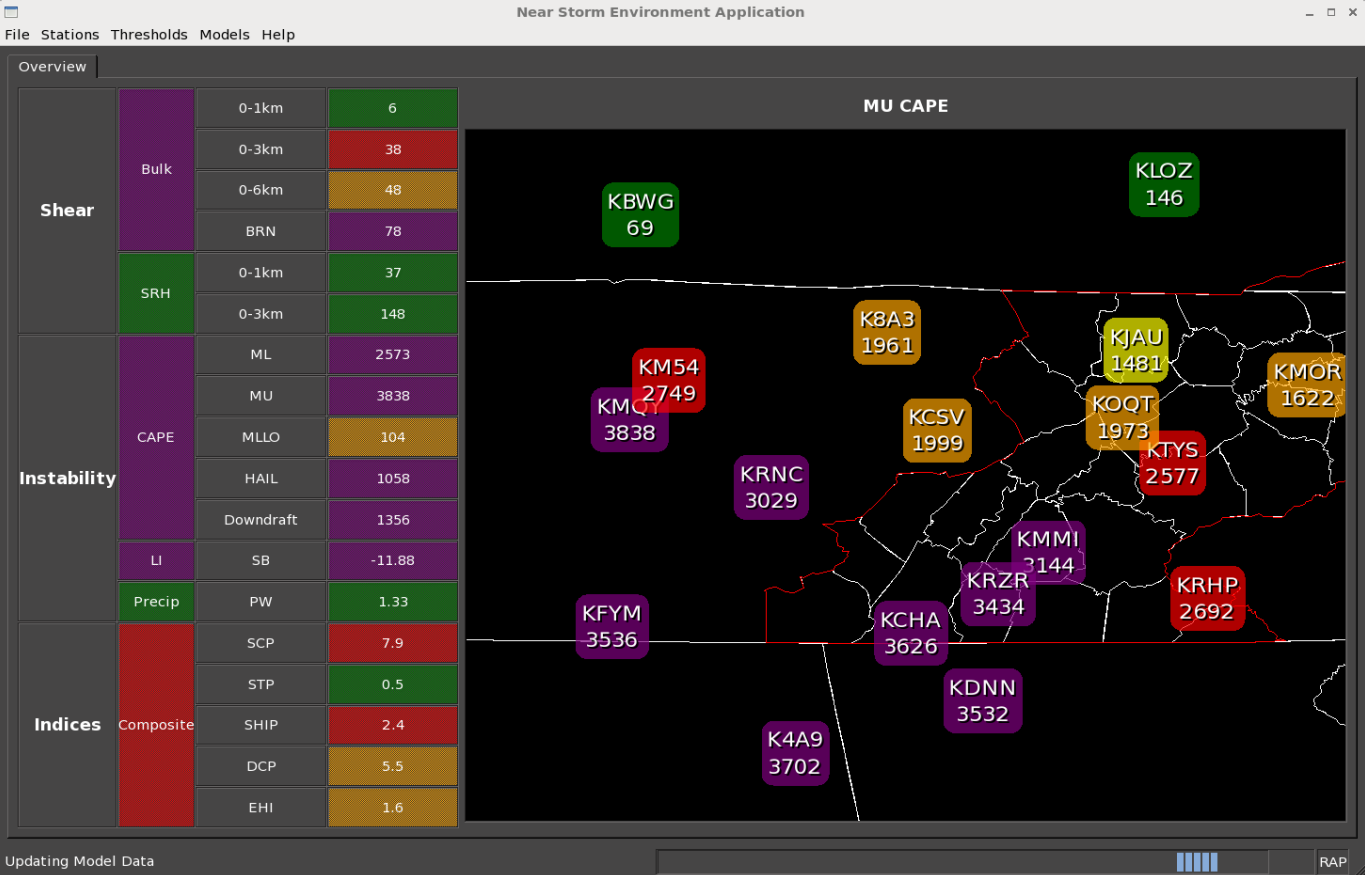 Near Storm Environment Application
File Stations Thresholds Models Help
Overview
Shear
Bulk
0-1km 6
0-3km 38
0-6km 48
BRN 78
SRH
0-1km 37
0-3km 148
Instability
CAPE
ML 2573
MU 3838
MLLO 104
HAIL 1058
Downdraft 1356
LI SB -11.88
Precip PW 1.33
Indices
Composite
SCP 7.9
STP 0.5
SHIP 2.4
DCP 5.5
EHI 1.6
MU CAPE
KLOZ
146
KBWG
69
K8A3
1961
KJAU
1481
KM54
2749
KMOR
1622
KMQY
3838
KOQT
1973
KCSV
1999
KTYS
2577
KRNC
3029
KMMI
3144
KRZR
3434
KRHP
2692
KFYM
3536
KCHA
3626
KDNN
3532
K4A9
3702
Updating Model Data
RAP